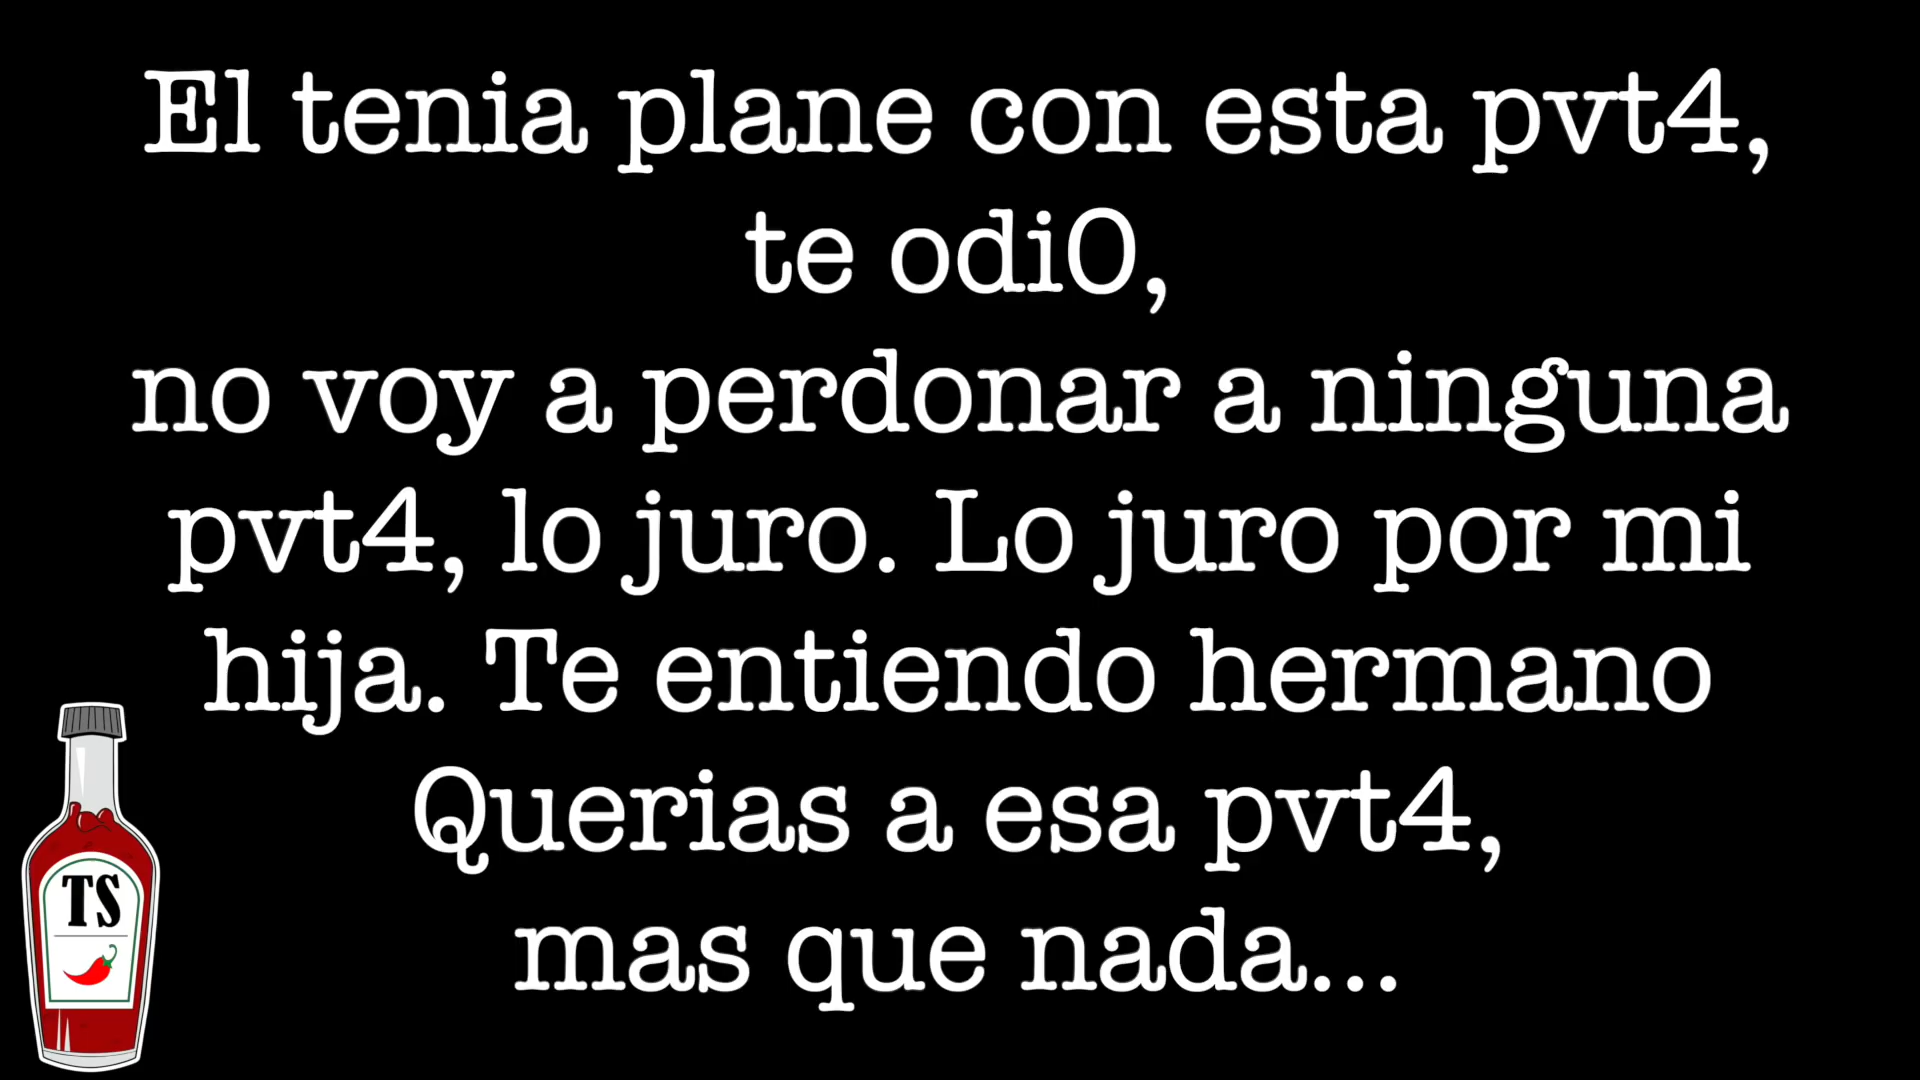 El tenia plane con esta pvt4,
te odi0,
no voy a perdonar a ninguna
pvt4, lo juro. Lo juro por mi
hija. Te entiendo hermano
Querias a esa pvt4,
mas que nada...
TS